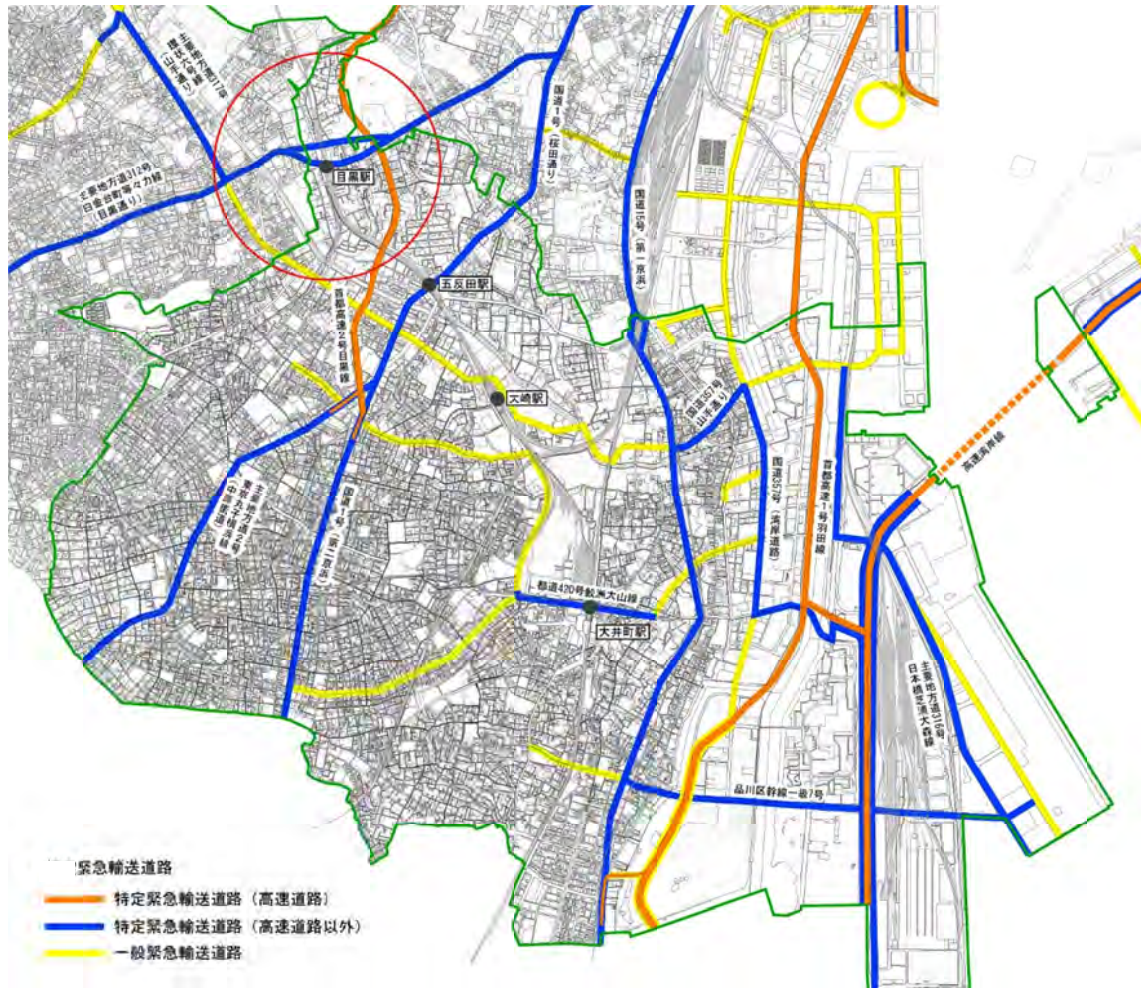 主要地方道317号
環状六号線
（山手通り）
国道1号（桜田通り）
主要地方道312号
白金台町等々力線
（目黒通り）
目黒駅
国道15号（第一京浜）
五反田駅
首都高速2号目黒線
大崎駅
国道357号
山手通り
高速湾岸線
主要地方道2号
東京丸子横浜線
（中原街道）
国道1号（第二京浜）
国道357号（湾岸道路）
首都高速1号羽田線
都道420号鮫洲大山線
大井町駅
主要地方道316号
日本橋芝浦大森線
品川区幹線一級7号
緊急輸送道路
特定緊急輸送道路（高速道路）
特定緊急輸送道路（高速道路以外）
一般緊急輸送道路